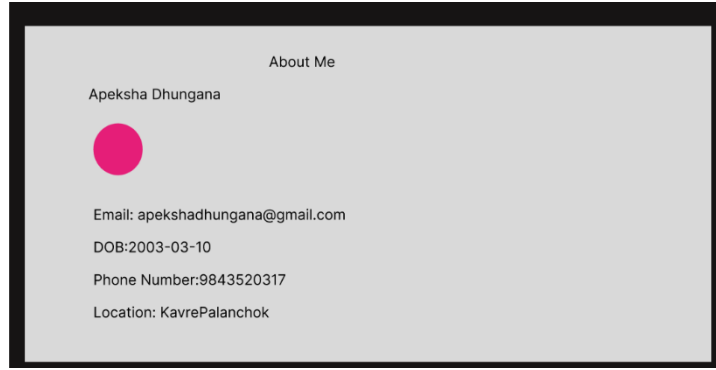 About Me
Apeksha Dhungana
Email: apekshadhungana@gmail.com
DOB:2003-03-10
Phone Number:9843520317
Location: KavrePalanchok